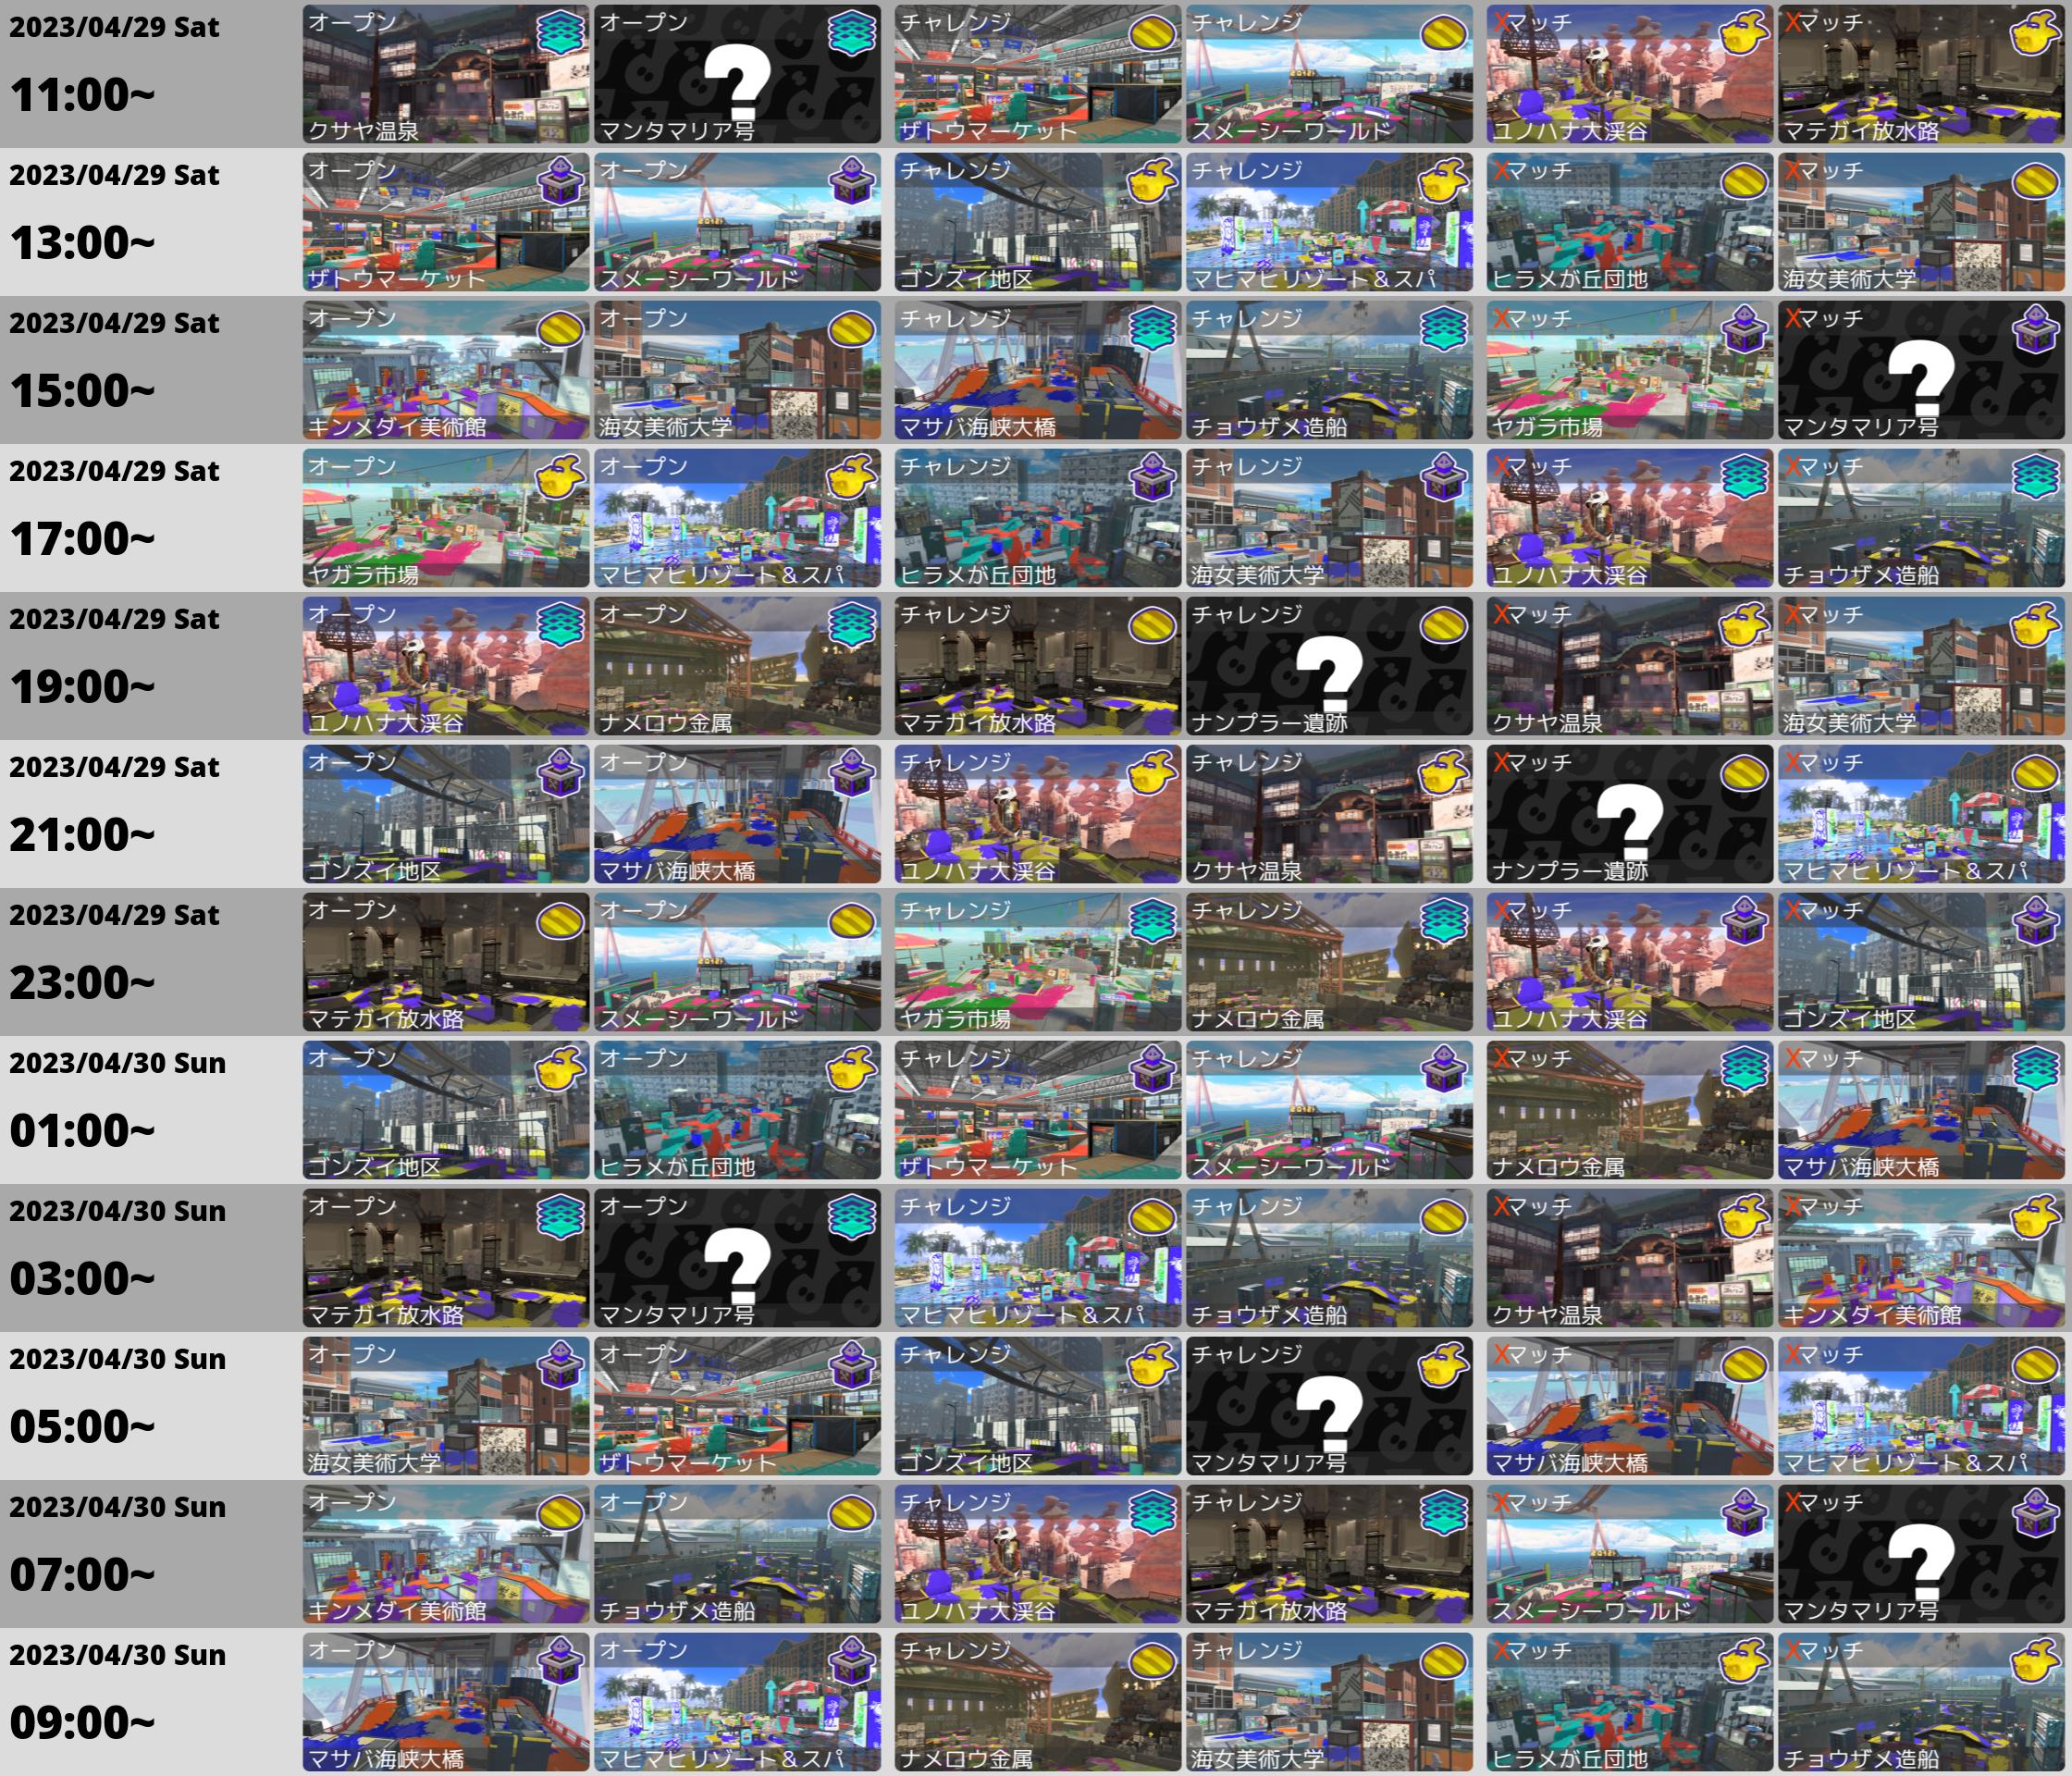 2023/04/29 Sat
11:00~
オープン オープン チャレンジ チャレンジ Xマッチ Xマッチ
クサヤ温泉 マンタマリア号 ザトウマーケット スメーシーワールド ユノハナ大渓谷 マテガイ放水路
2023/04/29 Sat
13:00~
オープン オープン チャレンジ チャレンジ Xマッチ Xマッチ
ザトウマーケット スメーシーワールド ゴンズイ地区 マヒマヒリゾート&スパ ヒラメが丘団地 海女美術大学
2023/04/29 Sat
15:00~
オープン オープン チャレンジ チャレンジ Xマッチ Xマッチ
キンメダイ美術館 海女美術大学 マサバ海峡大橋 チョウザメ造船 ヤガラ市場 マンタマリア号
2023/04/29 Sat
17:00~
オープン オープン チャレンジ チャレンジ Xマッチ Xマッチ
ヤガラ市場 マヒマヒリゾート&スパ ヒラメが丘団地 海女美術大学 ユノハナ大渓谷 チョウザメ造船
2023/04/29 Sat
19:00~
オープン オープン チャレンジ チャレンジ Xマッチ Xマッチ
ユノハナ大渓谷 ナメロウ金属 マテガイ放水路 ナンプラー遺跡 クサヤ温泉 海女美術大学
2023/04/29 Sat
21:00~
オープン オープン チャレンジ チャレンジ Xマッチ Xマッチ
ゴンズイ地区 マサバ海峡大橋 ユノハナ大渓谷 クサヤ温泉 ナンプラー遺跡 マヒマヒリゾート&スパ
2023/04/29 Sat
23:00~
オープン オープン チャレンジ チャレンジ Xマッチ Xマッチ
マテガイ放水路 スメーシーワールド ヤガラ市場 ナメロウ金属 ユノハナ大渓谷 ゴンズイ地区
2023/04/30 Sun
01:00~
オープン オープン チャレンジ チャレンジ Xマッチ Xマッチ
ゴンズイ地区 ヒラメが丘団地 ザトウマーケット スメーシーワールド ナメロウ金属 マサバ海峡大橋
2023/04/30 Sun
03:00~
オープン オープン チャレンジ チャレンジ Xマッチ Xマッチ
マテガイ放水路 マンタマリア号 マヒマヒリゾート&スパ チョウザメ造船 クサヤ温泉 キンメダイ美術館
2023/04/30 Sun
05:00~
オープン オープン チャレンジ チャレンジ Xマッチ Xマッチ
海女美術大学 ザトウマーケット ゴンズイ地区 マンタマリア号 マサバ海峡大橋 マヒマヒリゾート&スパ
2023/04/30 Sun
07:00~
オープン オープン チャレンジ チャレンジ Xマッチ Xマッチ
キンメダイ美術館 チョウザメ造船 ユノハナ大渓谷 マテガイ放水路 スメーシーワールド マンタマリア号
2023/04/30 Sun
09:00~
オープン オープン チャレンジ チャレンジ Xマッチ Xマッチ
マサバ海峡大橋 マヒマヒリゾート&スパ ナメロウ金属 海女美術大学 ヒラメが丘団地 チョウザメ造船